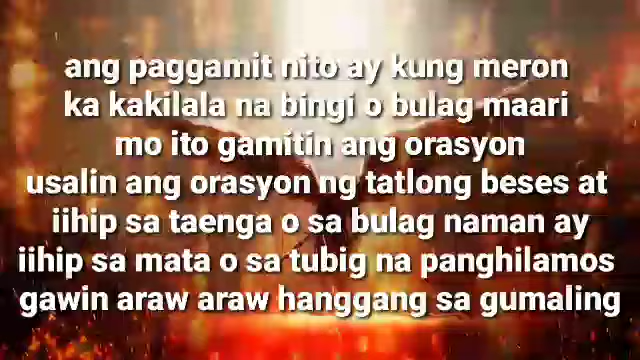 ang paggamit nito ay kung meron
ka kakilala na bingi o bulag maari
mo ito gamitin ang orasyon
usalin ang orasyon ng tatlong beses at
iihip sa taenga o sa bulag naman ay
iihip sa mata o sa tubig na panghilamos
gawin araw araw hanggang sa gumaling